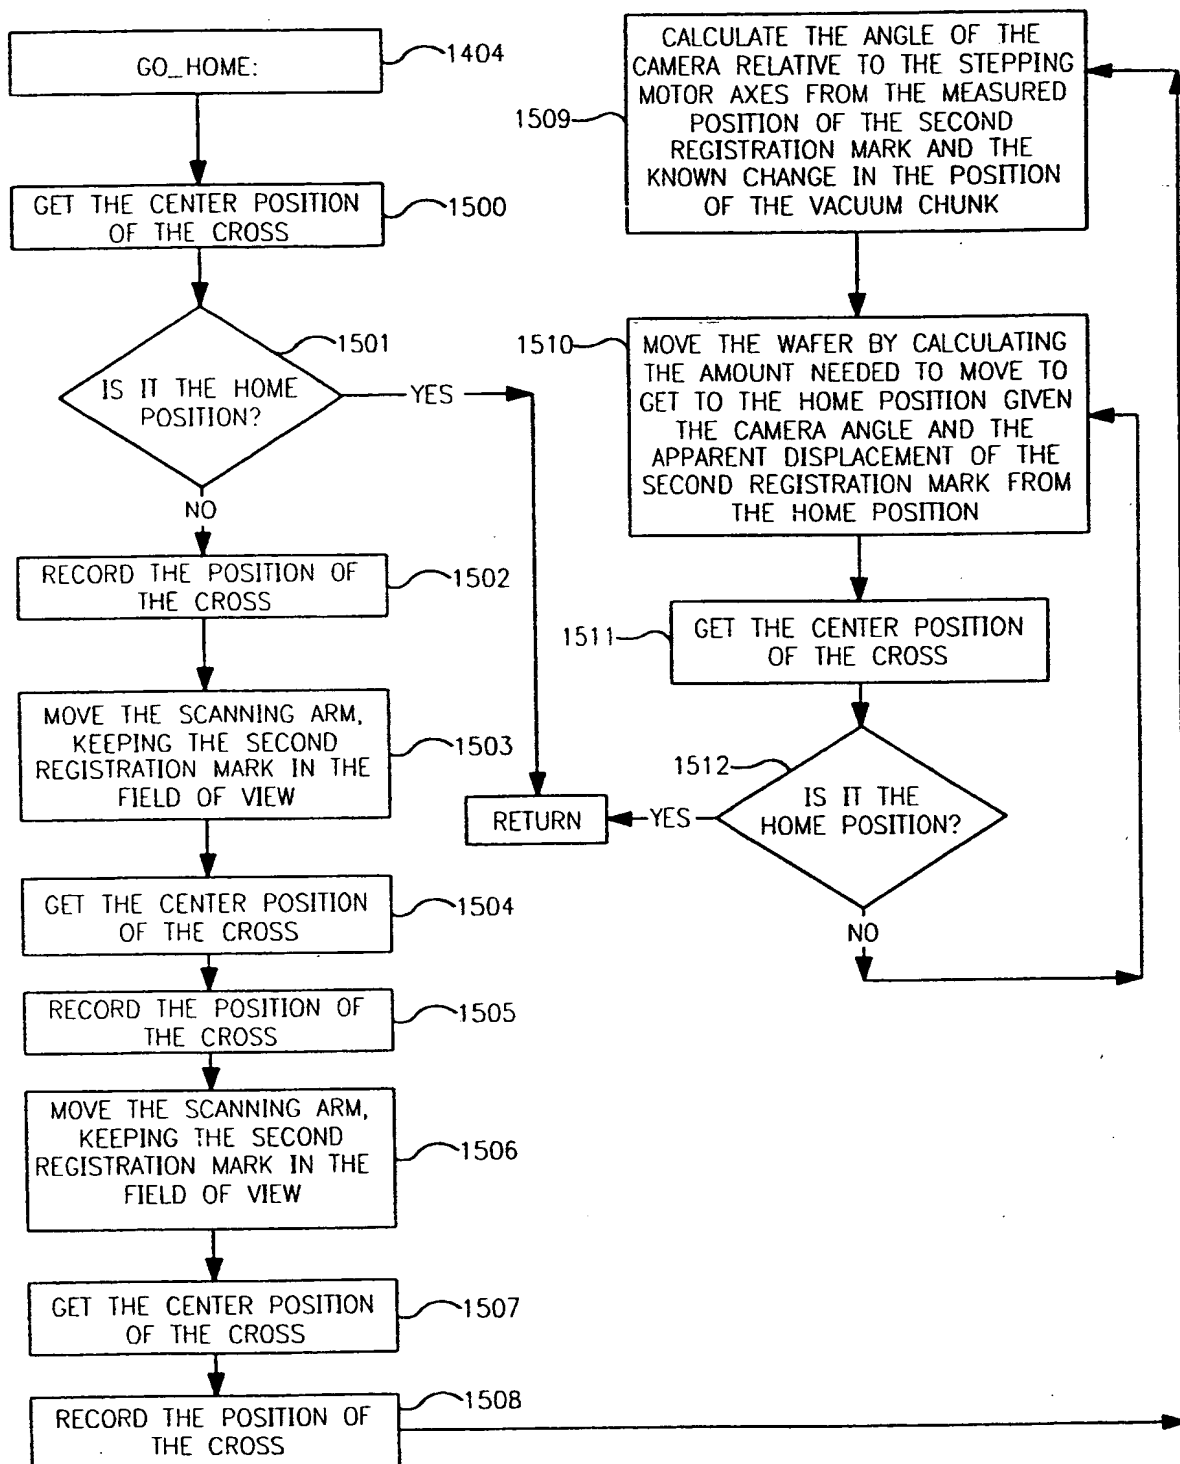 GO_HOME:
1404
GET THE CENTER POSITION
OF THE CROSS
1500
IS IT THE HOME
POSITION?
1501
YES
NO
RECORD THE POSITION OF
THE CROSS
1502
MOVE THE SCANNING ARM,
KEEPING THE SECOND
REGISTRATION MARK IN THE
FIELD OF VIEW
1503
GET THE CENTER POSITION
OF THE CROSS
1504
RECORD THE POSITION OF
THE CROSS
1505
MOVE THE SCANNING ARM,
KEEPING THE SECOND
REGISTRATION MARK IN THE
FIELD OF VIEW
1506
GET THE CENTER POSITION
OF THE CROSS
1507
RECORD THE POSITION OF
THE CROSS
1508
CALCULATE THE ANGLE OF THE
CAMERA RELATIVE TO THE STEPPING
MOTOR AXES FROM THE MEASURED
POSITION OF THE SECOND
REGISTRATION MARK AND THE
KNOWN CHANGE IN THE POSITION
OF THE VACUUM CHUNK
1509
MOVE THE WAFER BY CALCULATING
THE AMOUNT NEEDED TO MOVE TO
GET TO THE HOME POSITION GIVEN
THE CAMERA ANGLE AND THE
APPARENT DISPLACEMENT OF THE
SECOND REGISTRATION MARK FROM
THE HOME POSITION
1510
GET THE CENTER POSITION
OF THE CROSS
1511
IS IT THE
HOME POSITION?
1512
YES
RETURN
NO